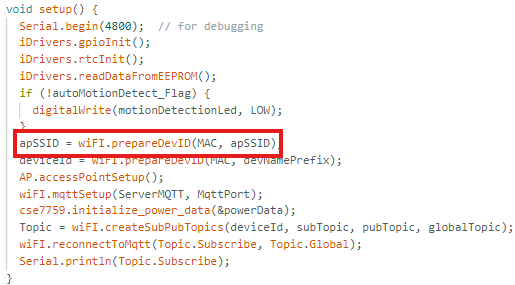 void setup() {
  Serial.begin(4800);  // for debugging
  iDrivers.gpioInit();
  iDrivers.rtcInit();
  iDrivers.readDataFromEEPROM();
  if (!autoMotionDetect_Flag) {
    digitalWrite(motionDetectionLed, LOW);
  }
  apSSID = wiFI.prepareDevID(MAC, apSSID)
  deviceId = wiFI.prepareDevID(MAC, devNamePrefix);
  AP.accessPointSetup();
  wiFI.mqttSetup(ServerMQTT, MqttPort);
  cse7759.initialize_power_data(&powerData);
  Topic = wiFI.createSubPubTopics(deviceId, subTopic, pubTopic, globalTopic);
  wiFI.reconnectToMqtt(Topic.Subscribe, Topic.Global);
  Serial.println(Topic.Subscribe);
}